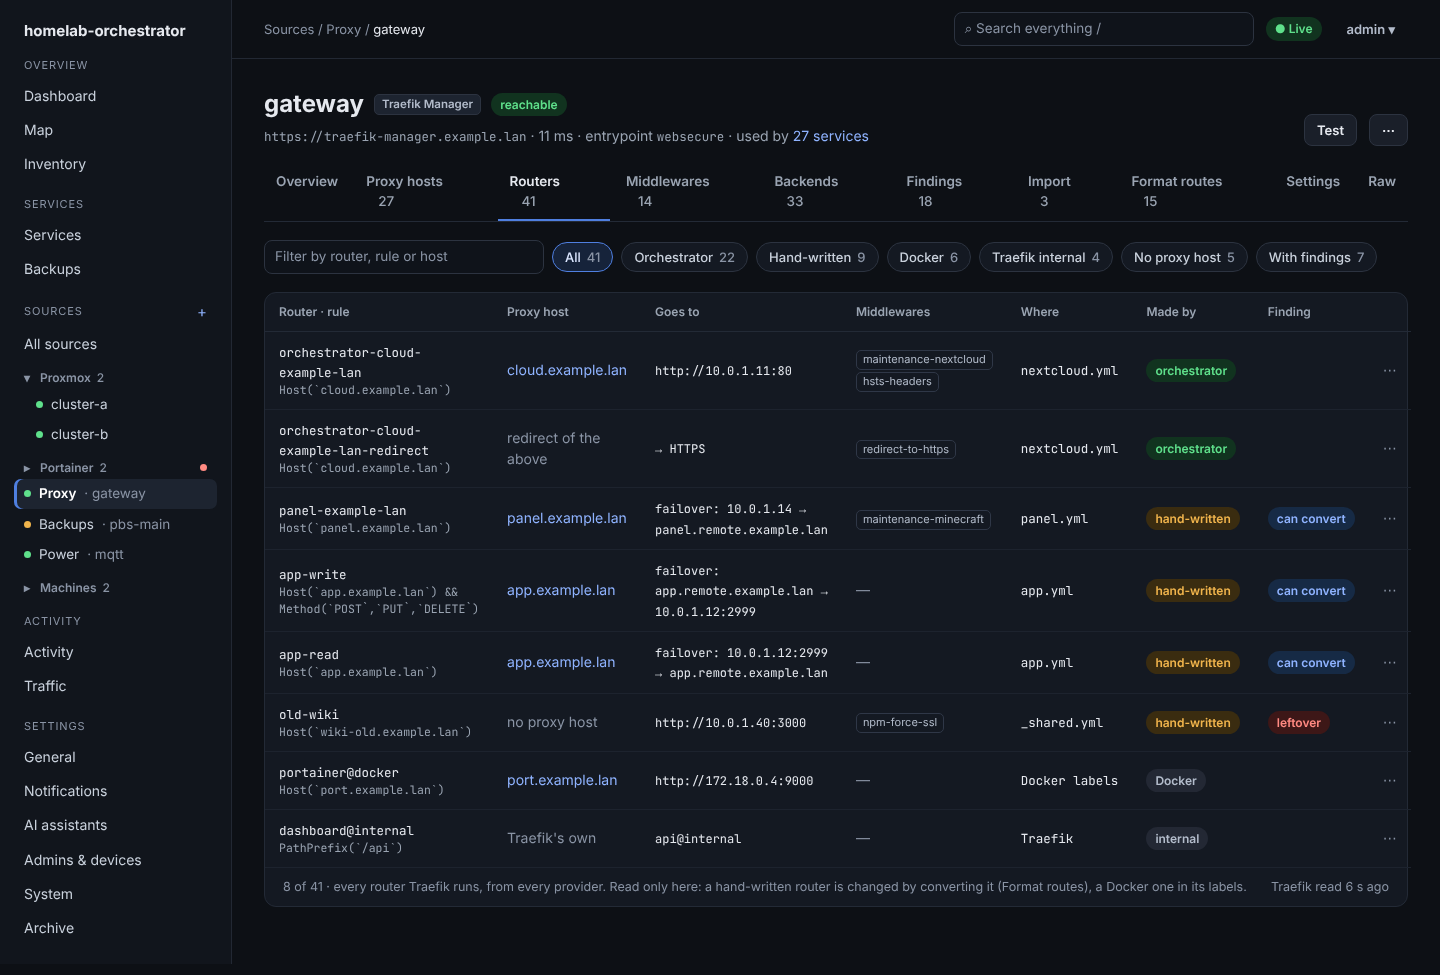 homelab-orchestrator
OVERVIEW
Dashboard
Map
Inventory
SERVICES
Services
Backups
SOURCES +
All sources
▾ Proxmox 2
cluster-a
cluster-b
▸ Portainer 2
Proxy · gateway
Backups · pbs-main
Power · mqtt
▸ Machines 2
ACTIVITY
Activity
Traffic
SETTINGS
General
Notifications
AI assistants
Admins & devices
System
Archive
Sources / Proxy / gateway
⌕ Search everything /
Live
admin ▾
gateway Traefik Manager reachable
https://traefik-manager.example.lan · 11 ms · entrypoint websecure · used by 27 services
Test
···
Overview
Proxy hosts 27
Routers 41
Middlewares 14
Backends 33
Findings 18
Import 3
Format routes 15
Settings
Raw
Filter by router, rule or host
All 41
Orchestrator 22
Hand-written 9
Docker 6
Traefik internal 4
No proxy host 5
With findings 7
Router · rule Proxy host Goes to Middlewares Where Made by Finding
orchestrator-cloud-
example-lan
Host(`cloud.example.lan`)
cloud.example.lan
http://10.0.1.11:80
maintenance-nextcloud
hsts-headers
nextcloud.yml
orchestrator
···
orchestrator-cloud-
example-lan-redirect
Host(`cloud.example.lan`)
redirect of the
above
→ HTTPS
redirect-to-https
nextcloud.yml
orchestrator
···
panel-example-lan
Host(`panel.example.lan`)
panel.example.lan
failover: 10.0.1.14 →
panel.remote.example.lan
maintenance-minecraft
panel.yml
hand-written
can convert
···
app-write
Host(`app.example.lan`) &&
Method(`POST`,`PUT`,`DELETE`)
app.example.lan
failover:
app.remote.example.lan →
10.0.1.12:2999
—
app.yml
hand-written
can convert
···
app-read
Host(`app.example.lan`)
app.example.lan
failover: 10.0.1.12:2999
→ app.remote.example.lan
—
app.yml
hand-written
can convert
···
old-wiki
Host(`wiki-old.example.lan`)
no proxy host
http://10.0.1.40:3000
npm-force-ssl
_shared.yml
hand-written
leftover
···
portainer@docker
Host(`port.example.lan`)
port.example.lan
http://172.18.0.4:9000
—
Docker labels
Docker
···
dashboard@internal
PathPrefix(`/api`)
Traefik's own
api@internal
—
Traefik
internal
···
8 of 41 · every router Traefik runs, from every provider. Read only here: a hand-written router is changed by converting it (Format routes), a Docker one in its labels.
Traefik read 6 s ago